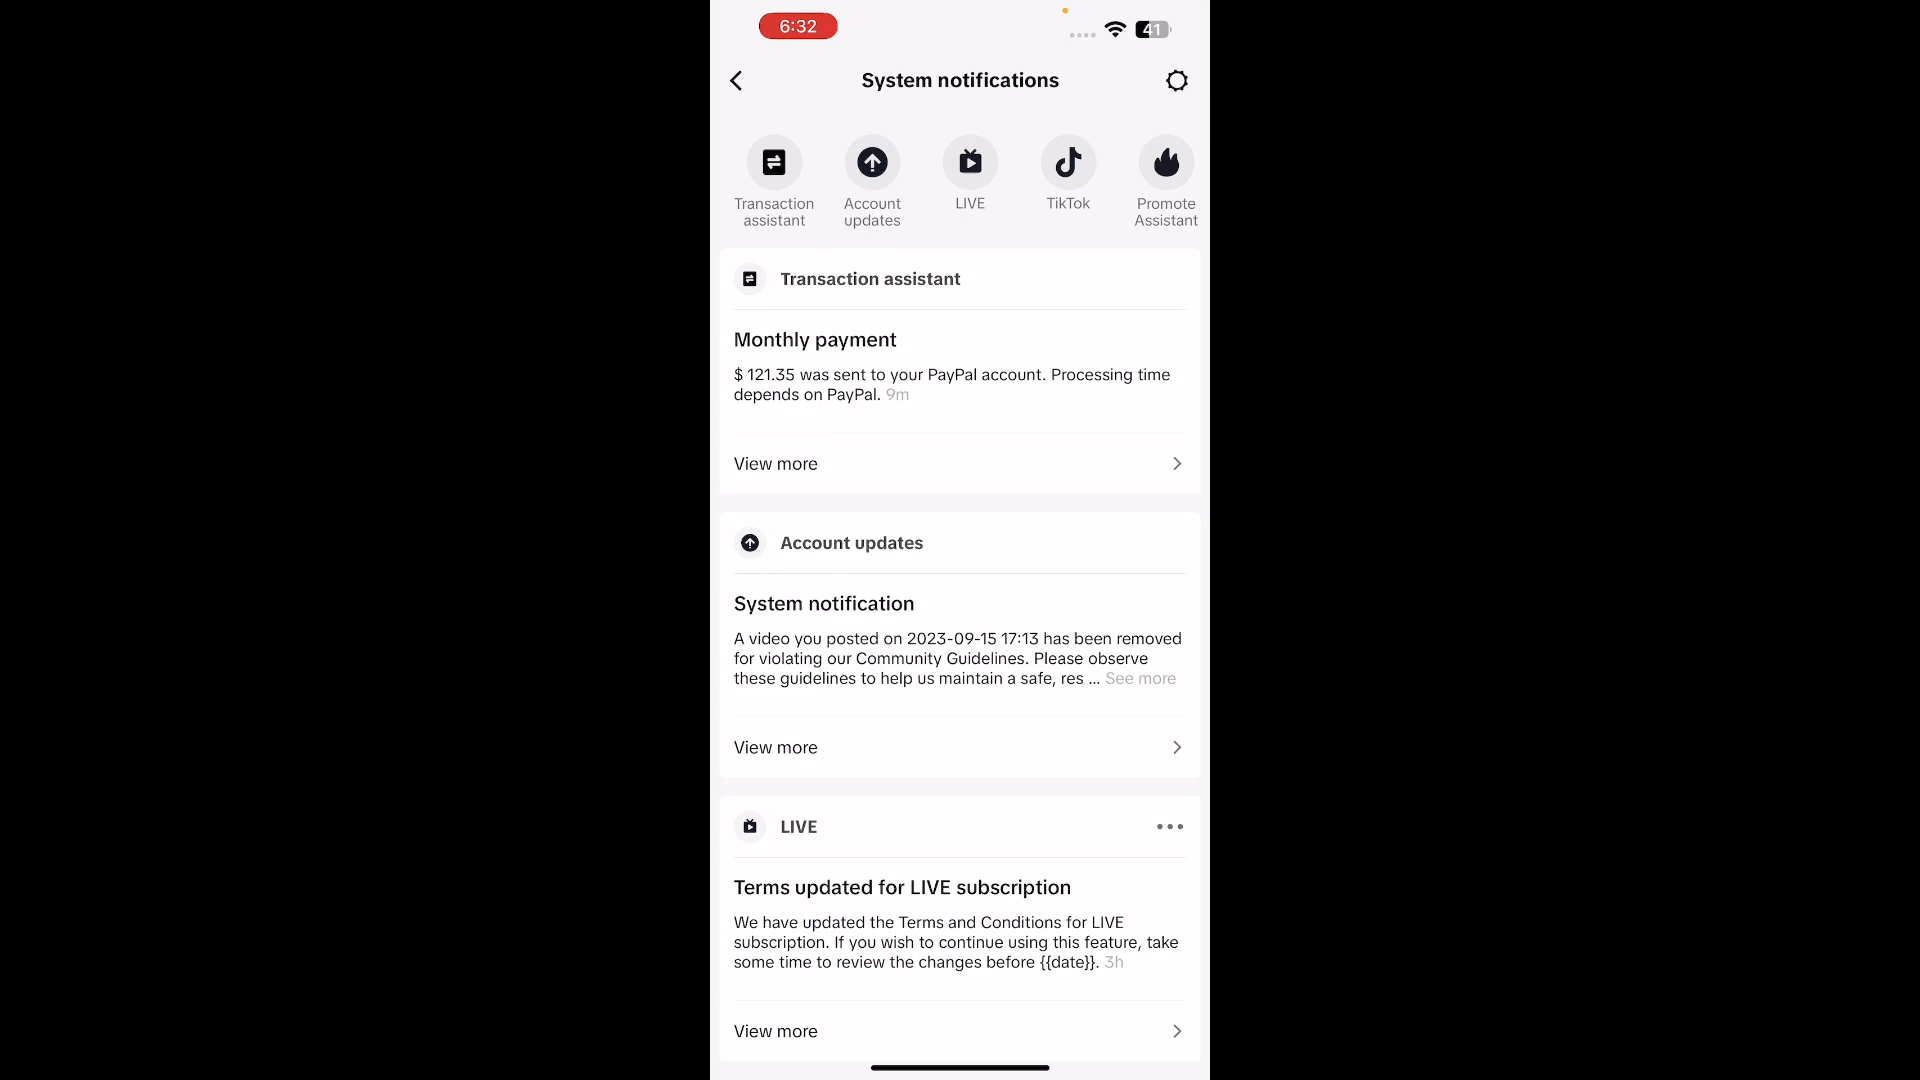 6:32
41
System notifications
Transaction
assistant
Account
updates
LIVE
TikTok
Promote
Assistant
Transaction assistant
Monthly payment
$ 121.35 was sent to your PayPal account. Processing time
depends on PayPal. 9m
View more
Account updates
System notification
A video you posted on 2023-09-15 17:13 has been removed
for violating our Community Guidelines. Please observe
these guidelines to help us maintain a safe, res ... See more
View more
LIVE
Terms updated for LIVE subscription
We have updated the Terms and Conditions for LIVE
subscription. If you wish to continue using this feature, take
some time to review the changes before {{date}}. 3h
View more